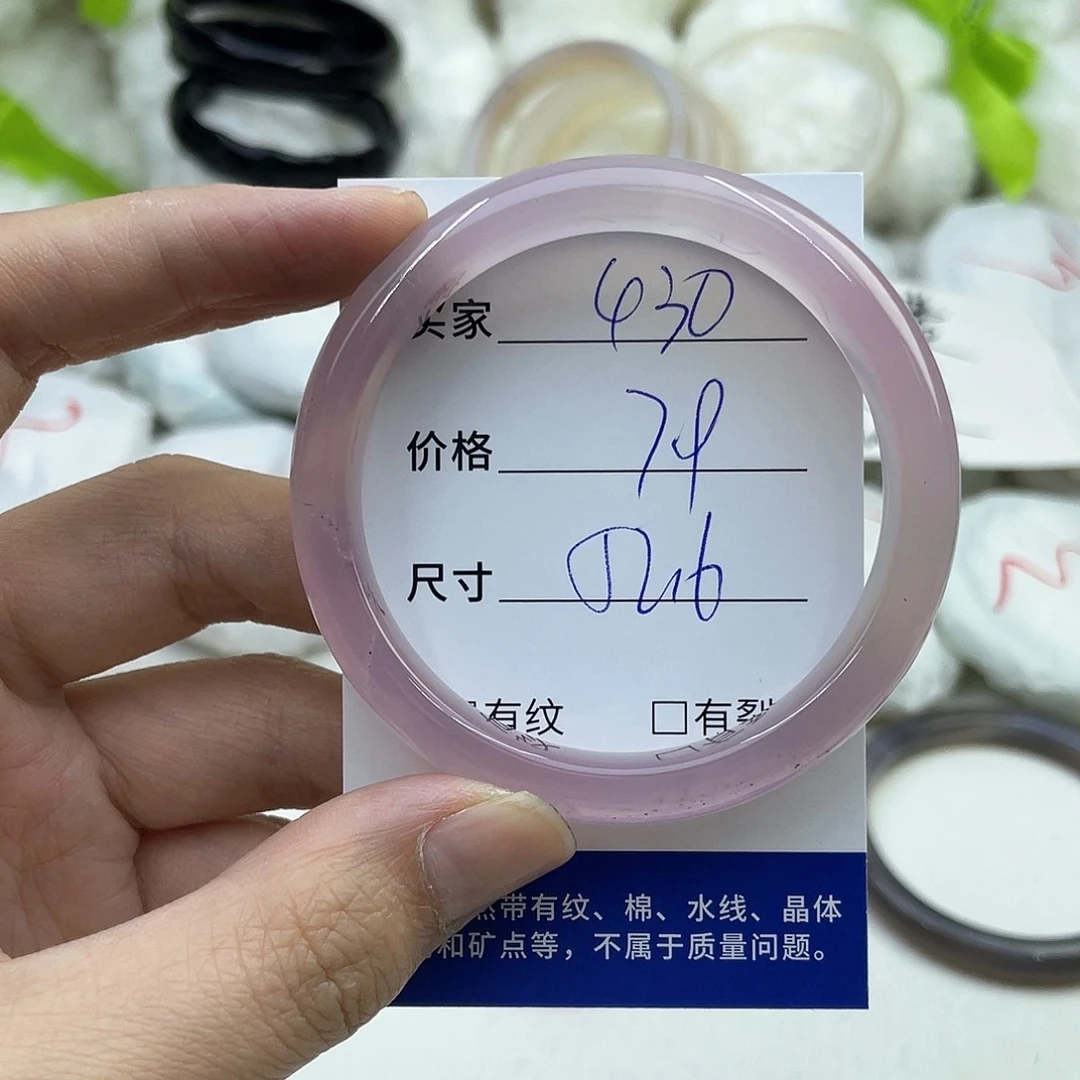 买家 430
价格 74
尺寸
有纹 □有裂
然带有纹、棉、水线、晶体
和矿点等，不属于质量问题。